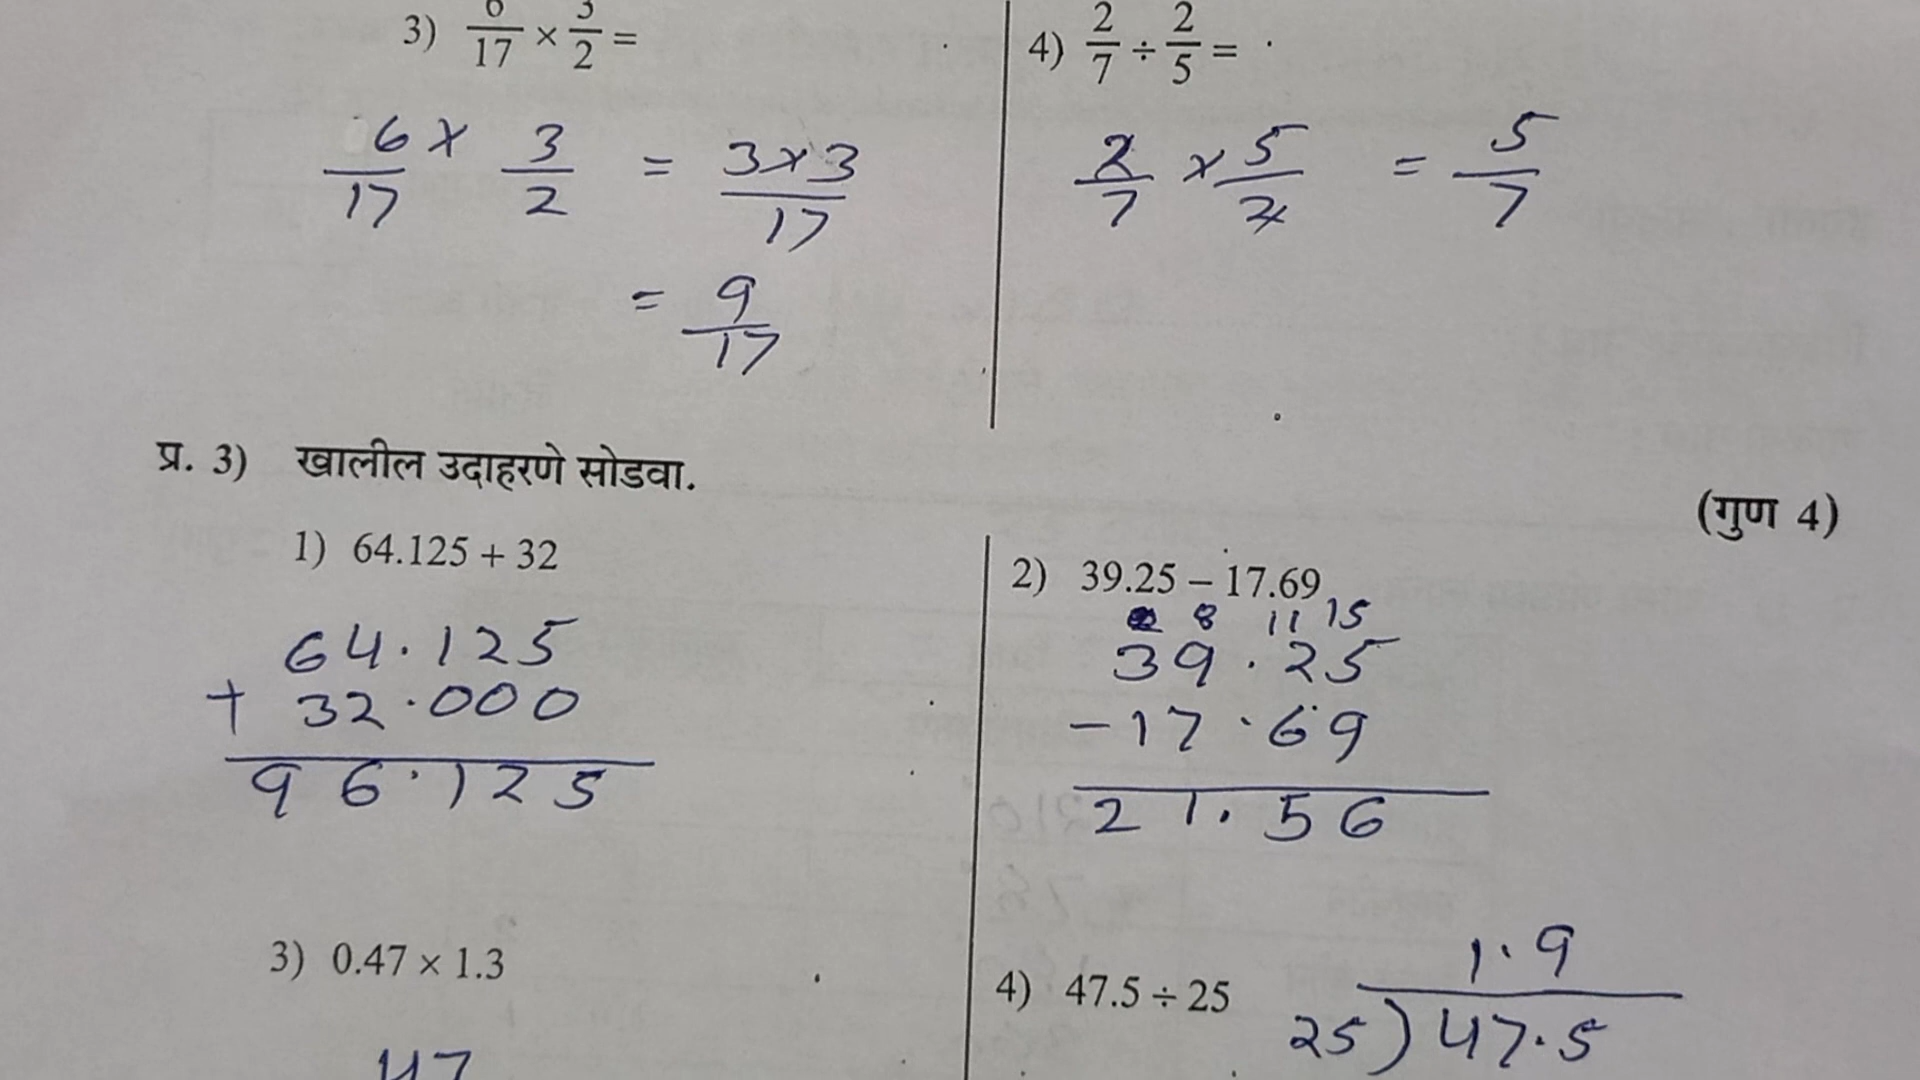 3) 6/17 × 3/2 =
6/17 × 3/2 = 3×3/17
= 9/17
4) 2/7 ÷ 2/5 =
2/7 × 5/2 = 5/7
प्र. 3) खालील उदाहरणे सोडवा.
(गुण 4)
1) 64.125 + 32
64.125
+ 32.000
96.125
2) 39.25 – 17.69
8 11 15
39.25
- 17.69
21.56
3) 0.47 × 1.3
47
4) 47.5 ÷ 25
1.9
25 ) 47.5